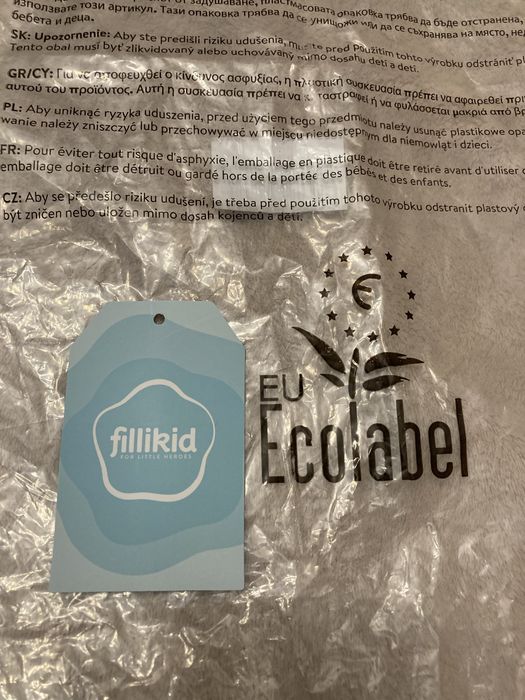 използвате този артикул. Тази опаковка трябва да се унищожи или да се съхранява на място, не
бебета и деца.
SK: Upozornenie: Aby ste predišli riziku udusenia, pred Použitím tohto výrobku odstrániť pl
Tento obal musí byť zlikvidovaný alebo uchovávaný mimo dosahu detí a detí.
GR/CY: Για να αποφευχθεί ο κίνδυνος ασφυξίας, η πλαστική συσκευασία πρέπει να αφαιρεθεί πρι
αυτού του προϊόντος. Αυτή η συσκευασία πρέπει να καταστραφεί ή να φυλάσσεται μακριά από βρ
PL: Aby uniknąć ryzyka uduszenia, przed użyciem tego przedmiotu należy usunąć plastikowe opa
wanie należy zniszczyć lub przechowywać w miejscu niedostępnym dla niemowląt i dzieci.
FR: Pour éviter tout risque d'asphyxie, l'emballage en plastique doit être retiré avant d'utiliser c
emballage doit être détruit ou gardé hors de la portée des bébés et des enfants.
CZ: Aby se předešlo riziku udušení, je třeba před použitím tohoto výrobku odstranit plastový o
být zničen nebo uložen mimo dosah kojenců a dětí.
fillikid
FOR LITTLE HEROES
EU
Ecolabel